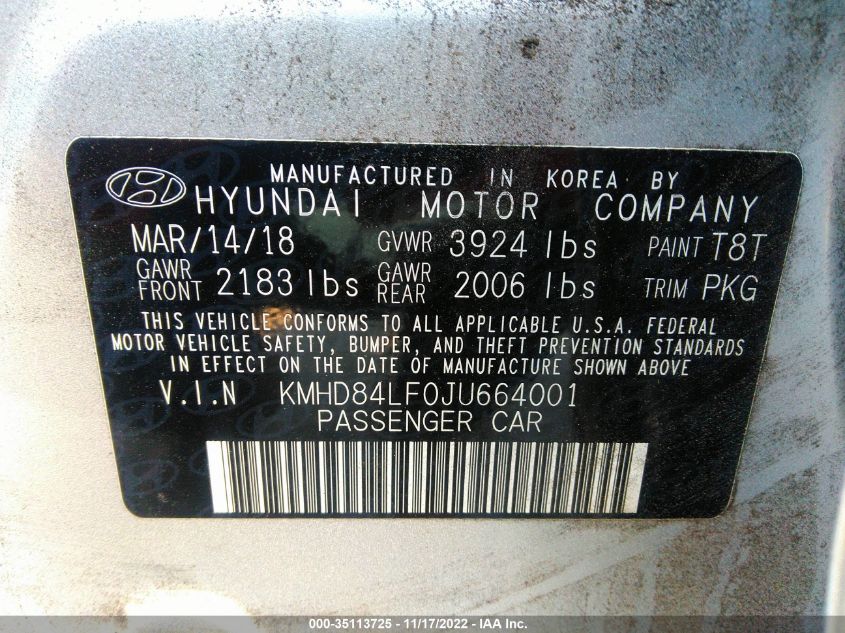 MANUFACTURED IN KOREA BY
HYUNDAI MOTOR COMPANY
MAR/14/18 GVWR 3924 lbs PAINT T8T
GAWR FRONT 2183 lbs GAWR REAR 2006 lbs TRIM PKG
THIS VEHICLE CONFORMS TO ALL APPLICABLE U.S.A. FEDERAL
MOTOR VEHICLE SAFETY, BUMPER, AND THEFT PREVENTION STANDARDS
IN EFFECT ON THE DATE OF MANUFACTURE SHOWN ABOVE
V.I.N KMHD84LF0JU664001
PASSENGER CAR
000-35113725 - 11/17/2022 - IAA Inc.